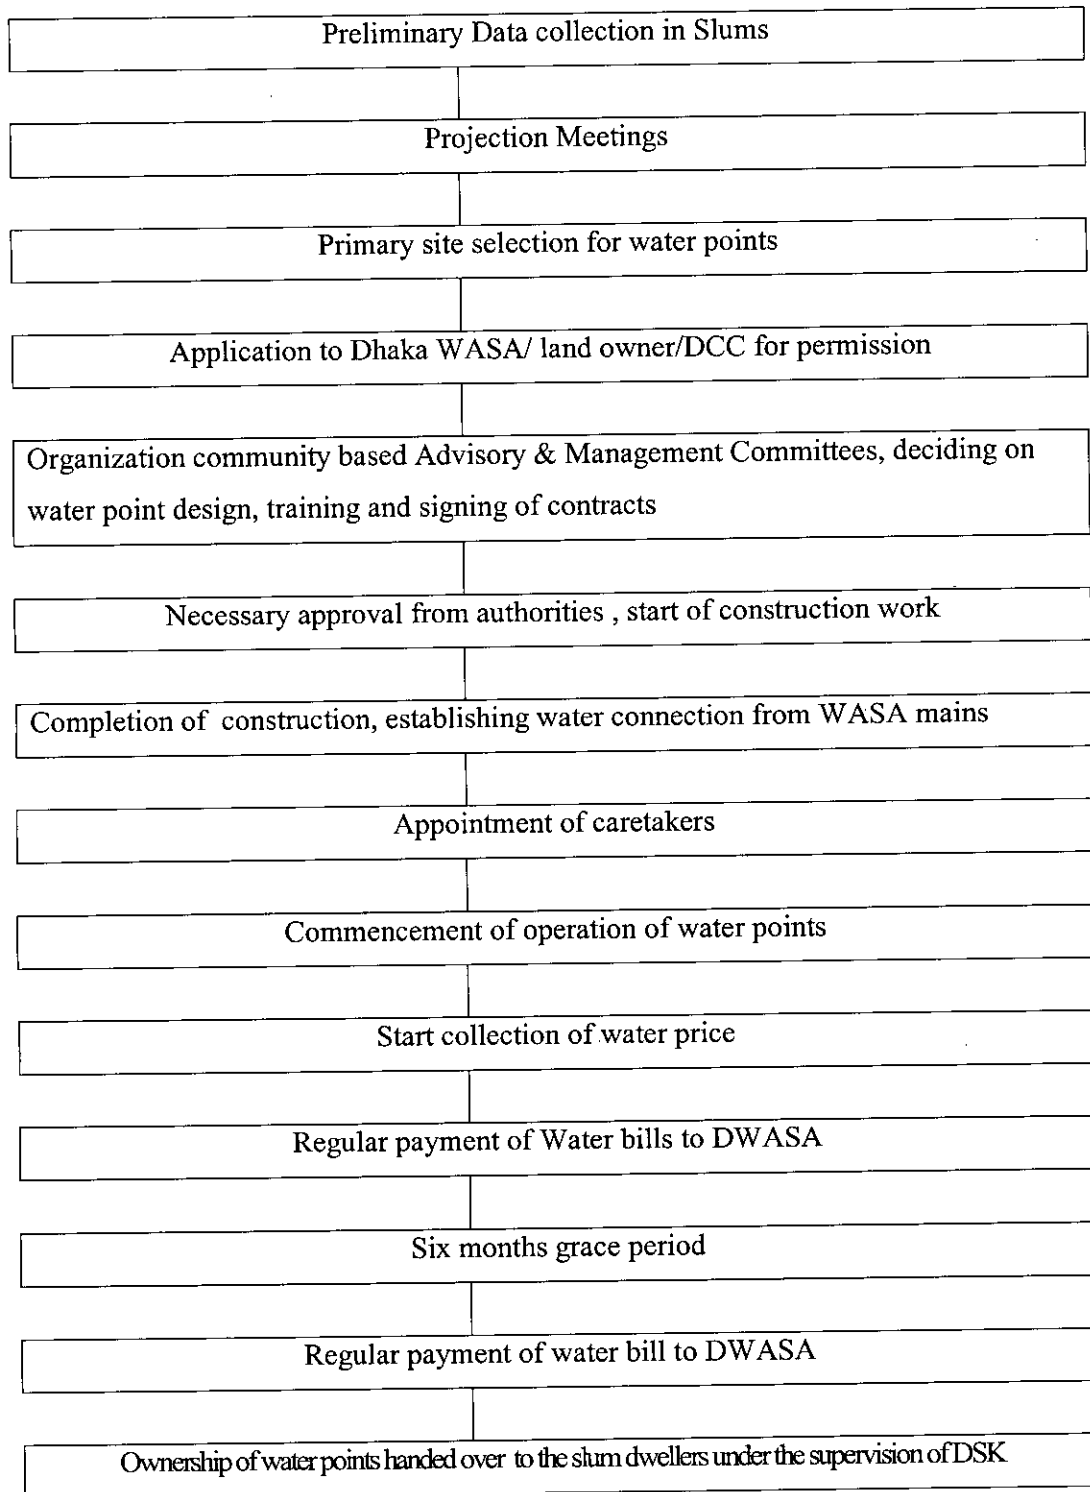 Preliminary Data collection in Slums
Projection Meetings
Primary site selection for water points
Application to Dhaka WASA/ land owner/DCC for permission
Organization community based Advisory & Management Committees, deciding on
water point design, training and signing of contracts
Necessary approval from authorities , start of construction work
Completion of construction, establishing water connection from WASA mains
Appointment of caretakers
Commencement of operation of water points
Start collection of water price
Regular payment of Water bills to DWASA
Six months grace period
Regular payment of water bill to DWASA
Ownership of water points handed over to the slum dwellers under the supervision of DSK